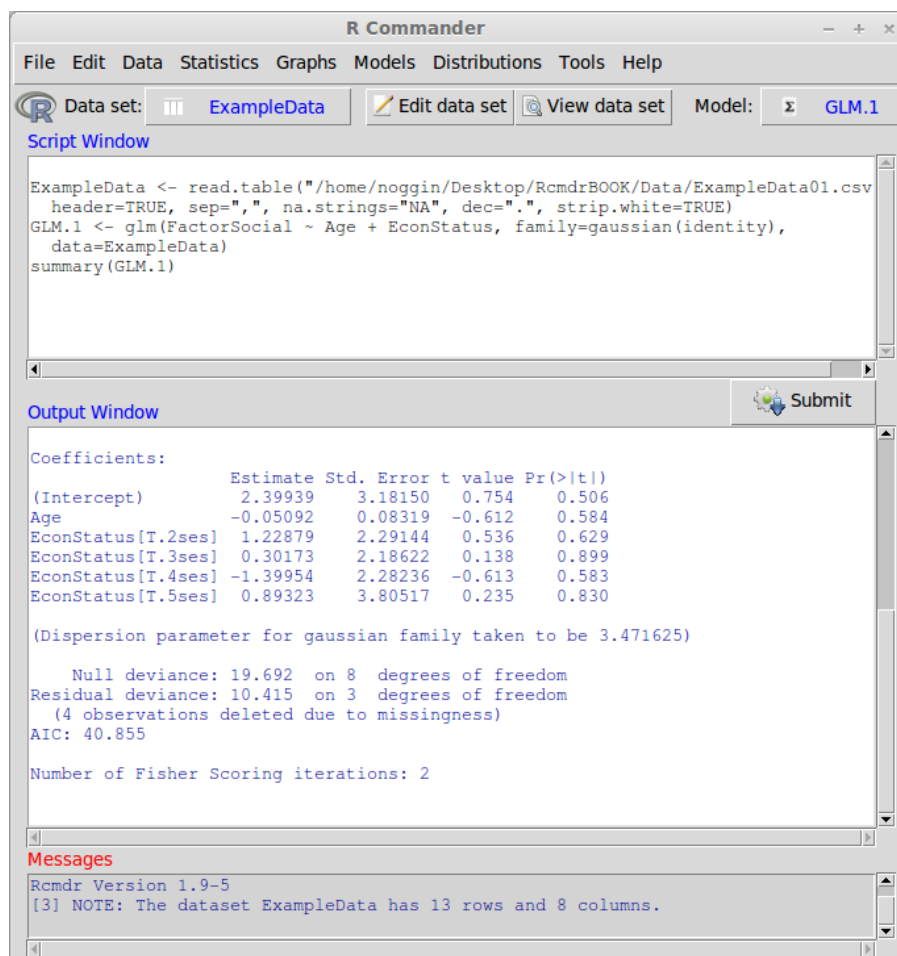 R Commander
File Edit Data Statistics Graphs Models Distributions Tools Help
R Data set: ExampleData Edit data set View data set Model: Σ GLM.1
Script Window
ExampleData <- read.table("/home/noggin/Desktop/RcmdrBOOK/Data/ExampleData01.csv
  header=TRUE, sep=",", na.strings="NA", dec=".", strip.white=TRUE)
GLM.1 <- glm(FactorSocial ~ Age + EconStatus, family=gaussian(identity),
  data=ExampleData)
summary(GLM.1)
Submit
Output Window
Coefficients:
                  Estimate Std. Error t value Pr(>|t|)
(Intercept)        2.39939    3.18150   0.754    0.506
Age               -0.05092    0.08319  -0.612    0.584
EconStatus[T.2ses]  1.22879    2.29144   0.536    0.629
EconStatus[T.3ses]  0.30173    2.18622   0.138    0.899
EconStatus[T.4ses] -1.39954    2.28236  -0.613    0.583
EconStatus[T.5ses]  0.89323    3.80517   0.235    0.830
(Dispersion parameter for gaussian family taken to be 3.471625)
    Null deviance: 19.692  on 8  degrees of freedom
Residual deviance: 10.415  on 3  degrees of freedom
  (4 observations deleted due to missingness)
AIC: 40.855
Number of Fisher Scoring iterations: 2
Messages
Rcmdr Version 1.9-5
[3] NOTE: The dataset ExampleData has 13 rows and 8 columns.